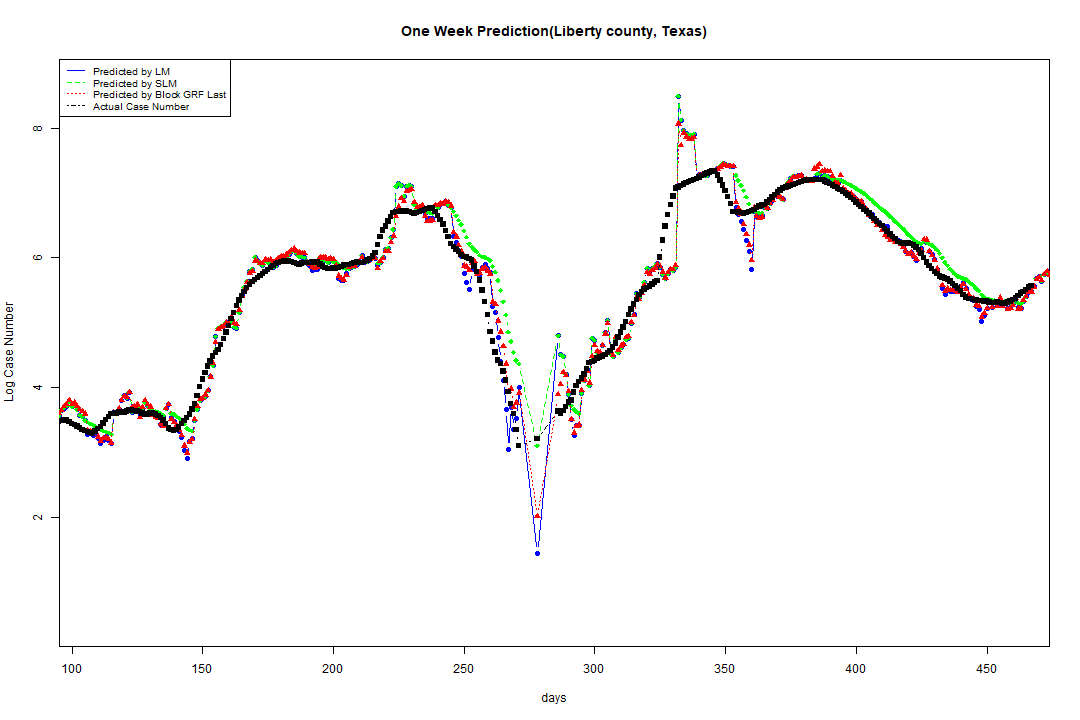 One Week Prediction(Liberty county, Texas)
Predicted by LM
Predicted by SLM
Predicted by Block GRF Last
Actual Case Number
8
6
4
2
Log Case Number
100 150 200 250 300 350 400 450
days